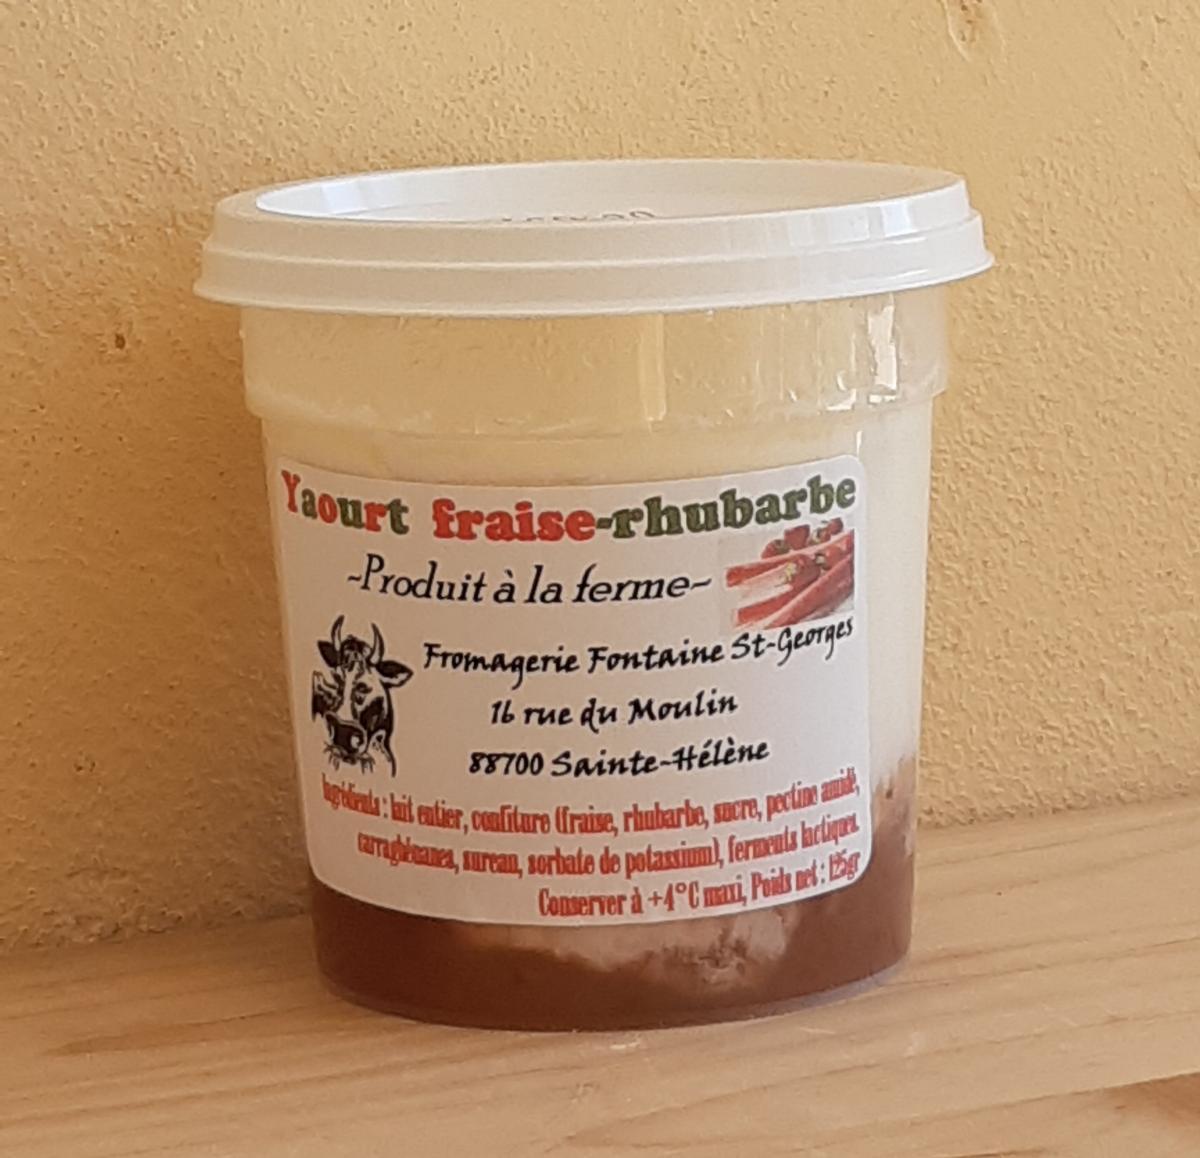 Yaourt fraise-rhubarbe
~Produit à la ferme~
Fromagerie Fontaine St-Georges
16 rue du Moulin
88700 Sainte-Hélène
Ingrédients : lait entier, confiture (fraise, rhubarbe, sucre, pectine amidé,
carraghénanes, sureau, sorbate de potassium), ferments lactiques.
Conserver à +4°C maxi, Poids net : 125gr